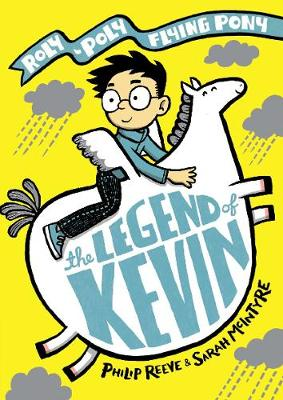 ROLY POLY FLYING PONY
the LEGEND of
KEVIN
PHILIP REEVE & SARAH McINTYRE